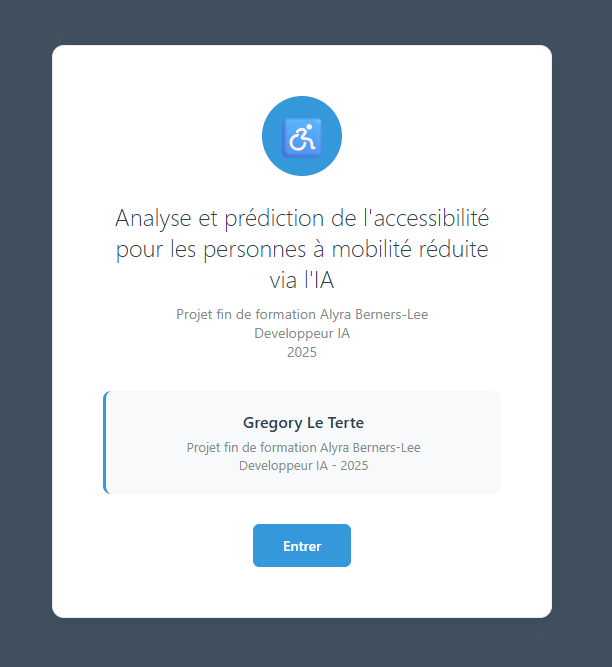 Analyse et prédiction de l'accessibilité
pour les personnes à mobilité réduite
via l'IA
Projet fin de formation Alyra Berners-Lee
Developpeur IA
2025
Gregory Le Terte
Projet fin de formation Alyra Berners-Lee
Developpeur IA - 2025
Entrer